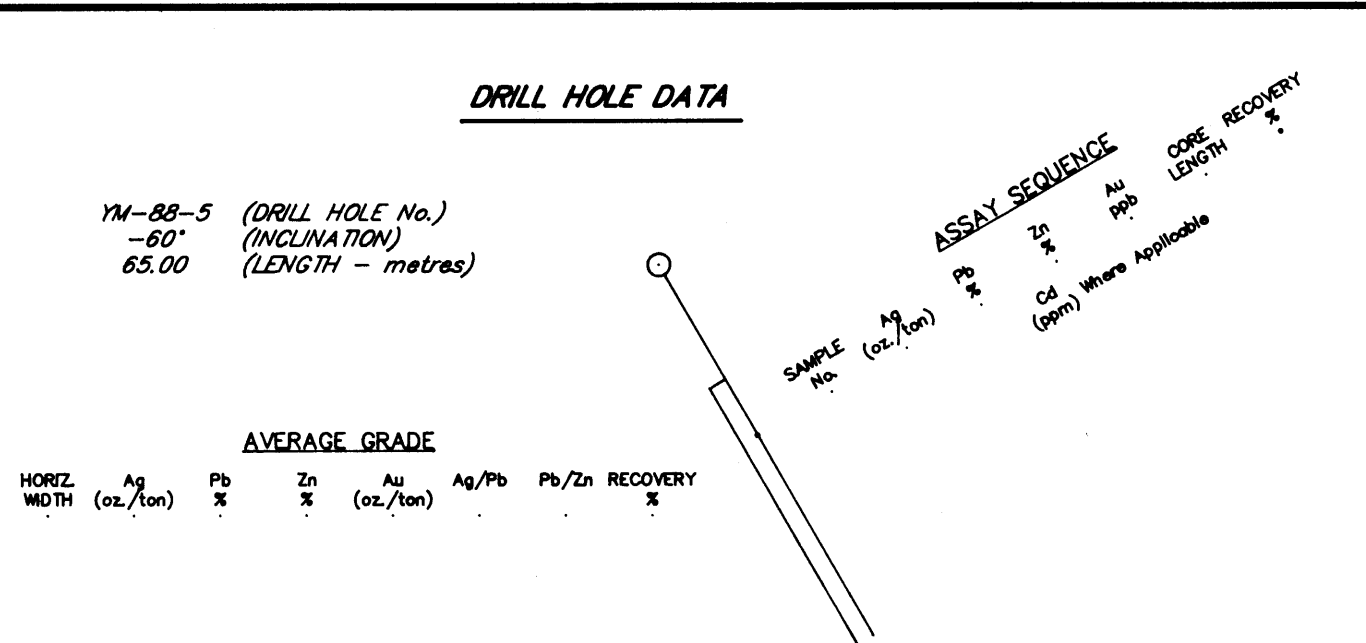 DRILL HOLE DATA
YM-88-5 (DRILL HOLE No.)
-60° (INCLINATION)
65.00 (LENGTH - metres)
ASSAY SEQUENCE
SAMPLE No.
Ag (oz./ton)
Pb %
Zn %
Au ppb
CORE LENGTH
RECOVERY %
Cd (ppm) Where Applicable
AVERAGE GRADE
HORIZ. Ag Pb Zn Au Ag/Pb Pb/Zn RECOVERY
WIDTH (oz./ton) % % (oz./ton) %